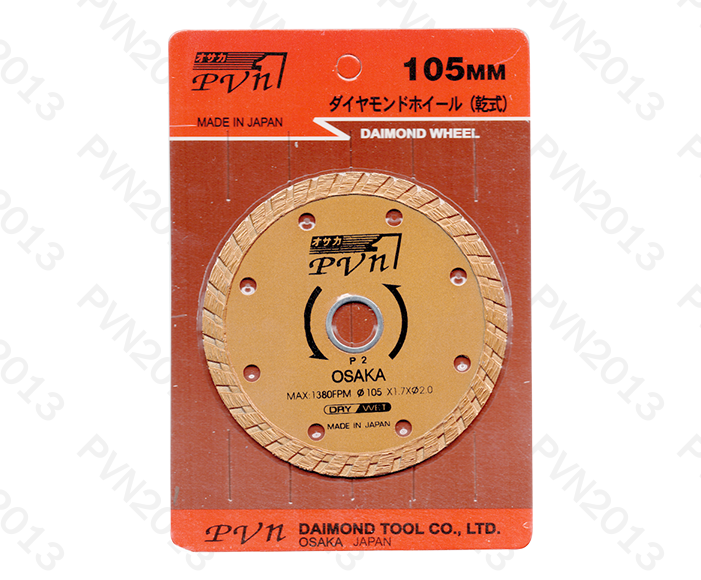 オサカ
PVN
105MM
ダイヤモンドホイール（乾式）
MADE IN JAPAN
DAIMOND WHEEL
オサカ
PVN
P2
OSAKA
MAX:1380FPM Ø105 X1.7XØ2.0
DRY/WET
MADE IN JAPAN
PVN DAIMOND TOOL CO., LTD.
OSAKA JAPAN
PVN2013